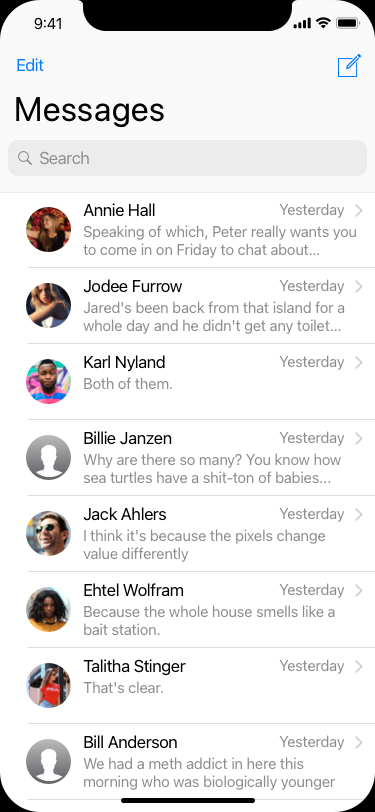 9:41
Edit
Messages
Search
Annie Hall Yesterday
Speaking of which, Peter really wants you
to come in on Friday to chat about...
Jodee Furrow Yesterday
Jared's been back from that island for a
whole day and he didn't get any toilet...
Karl Nyland Yesterday
Both of them.
Billie Janzen Yesterday
Why are there so many? You know how
sea turtles have a shit-ton of babies...
Jack Ahlers Yesterday
I think it's because the pixels change
value differently
Ehtel Wolfram Yesterday
Because the whole house smells like a
bait station.
Talitha Stinger Yesterday
That's clear.
Bill Anderson Yesterday
We had a meth addict in here this
morning who was biologically younger